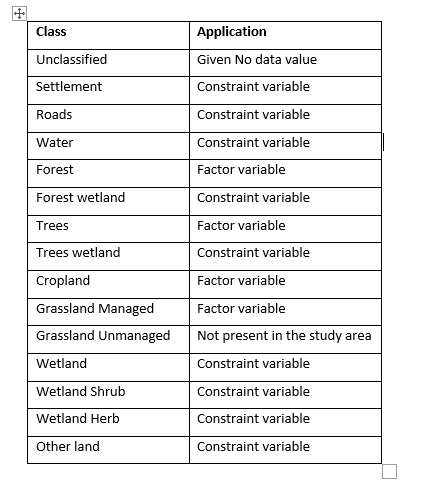 Class Application
Unclassified Given No data value
Settlement Constraint variable
Roads Constraint variable
Water Constraint variable
Forest Factor variable
Forest wetland Constraint variable
Trees Factor variable
Trees wetland Constraint variable
Cropland Factor variable
Grassland Managed Factor variable
Grassland Unmanaged Not present in the study area
Wetland Constraint variable
Wetland Shrub Constraint variable
Wetland Herb Constraint variable
Other land Constraint variable